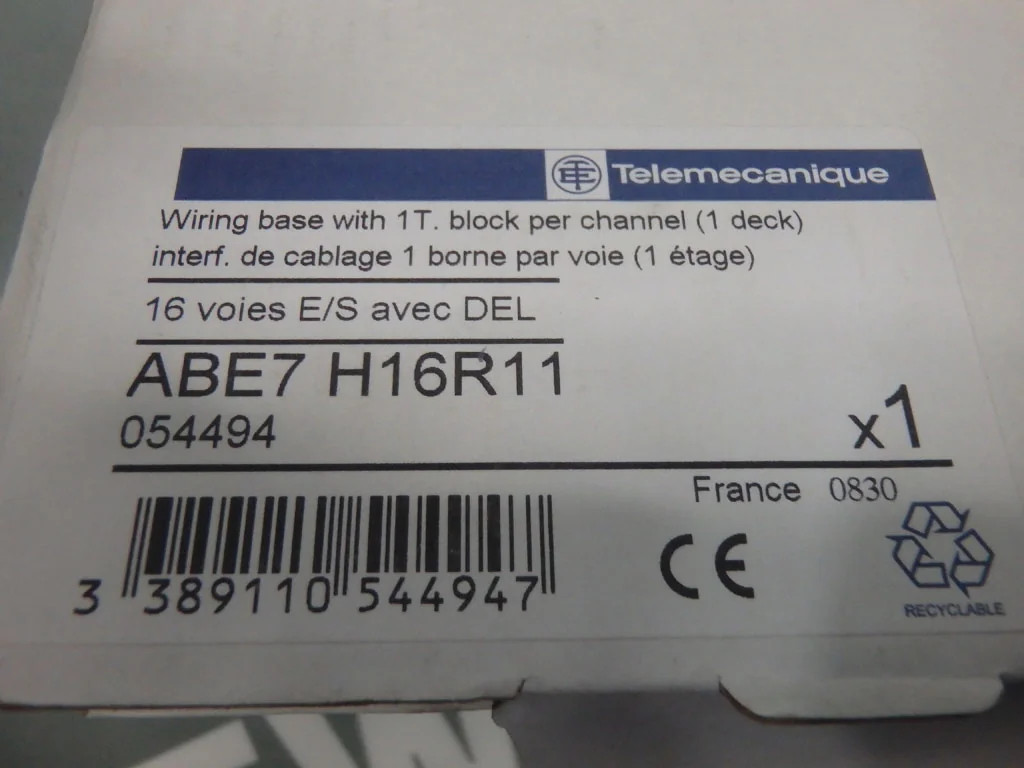 Telemecanique
Wiring base with 1T. block per channel (1 deck)
interf. de cablage 1 borne par voie (1 étage)
16 voies E/S avec DEL
ABE7 H16R11
054494
x1
France 0830
3 389110 544947
CE
RECYCLABLE